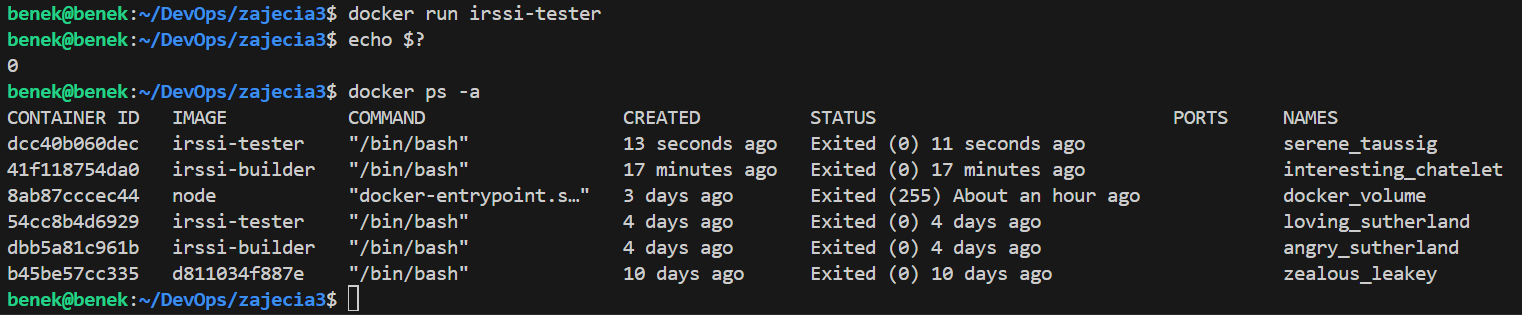 benek@benek:~/DevOps/zajecia3$ docker run irssi-tester
benek@benek:~/DevOps/zajecia3$ echo $?
0
benek@benek:~/DevOps/zajecia3$ docker ps -a
CONTAINER ID   IMAGE           COMMAND                  CREATED          STATUS                           PORTS     NAMES
dcc40b060dec   irssi-tester    "/bin/bash"              13 seconds ago   Exited (0) 11 seconds ago                  serene_taussig
41f118754da0   irssi-builder   "/bin/bash"              17 minutes ago   Exited (0) 17 minutes ago                  interesting_chatelet
8ab87cccec44   node            "docker-entrypoint.s…"   3 days ago       Exited (255) About an hour ago             docker_volume
54cc8b4d6929   irssi-tester    "/bin/bash"              4 days ago       Exited (0) 4 days ago                      loving_sutherland
dbb5a81c961b   irssi-builder   "/bin/bash"              4 days ago       Exited (0) 4 days ago                      angry_sutherland
b45be57cc335   d811034f887e    "/bin/bash"              10 days ago      Exited (0) 10 days ago                     zealous_leakey
benek@benek:~/DevOps/zajecia3$